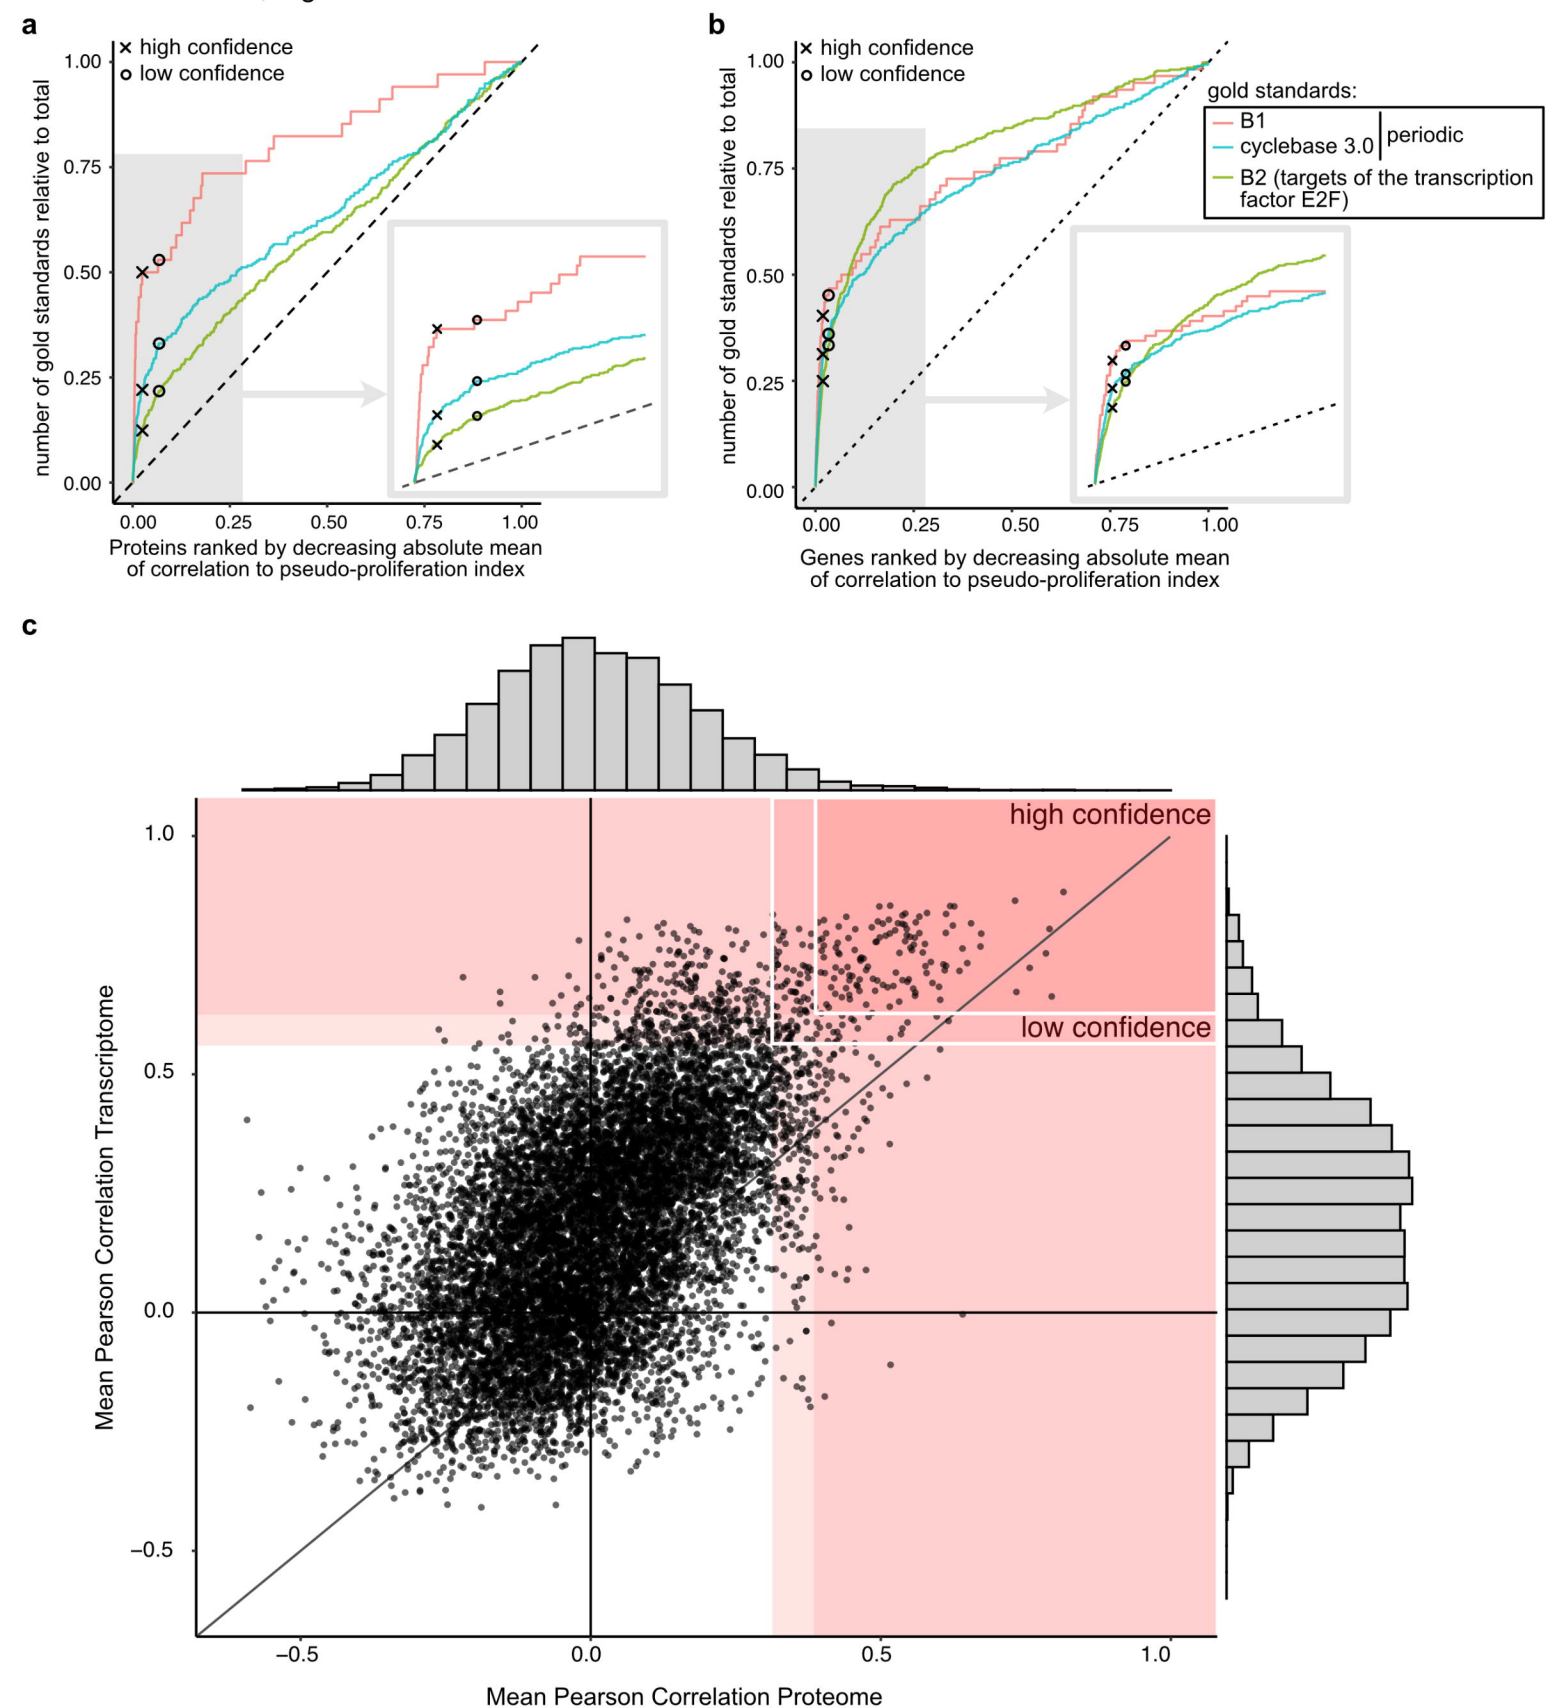 a
× high confidence
o low confidence
number of gold standards relative to total
1.00
0.75
0.50
0.25
0.00
0.00 0.25 0.50 0.75 1.00
Proteins ranked by decreasing absolute mean
of correlation to pseudo-proliferation index
b
× high confidence
o low confidence
number of gold standards relative to total
1.00
0.75
0.50
0.25
0.00
0.00 0.25 0.50 0.75 1.00
Genes ranked by decreasing absolute mean
of correlation to pseudo-proliferation index
gold standards:
B1
cyclebase 3.0
periodic
B2 (targets of the transcription
factor E2F)
c
high confidence
low confidence
Mean Pearson Correlation Transcriptome
1.0
0.5
0.0
−0.5
−0.5 0.0 0.5 1.0
Mean Pearson Correlation Proteome